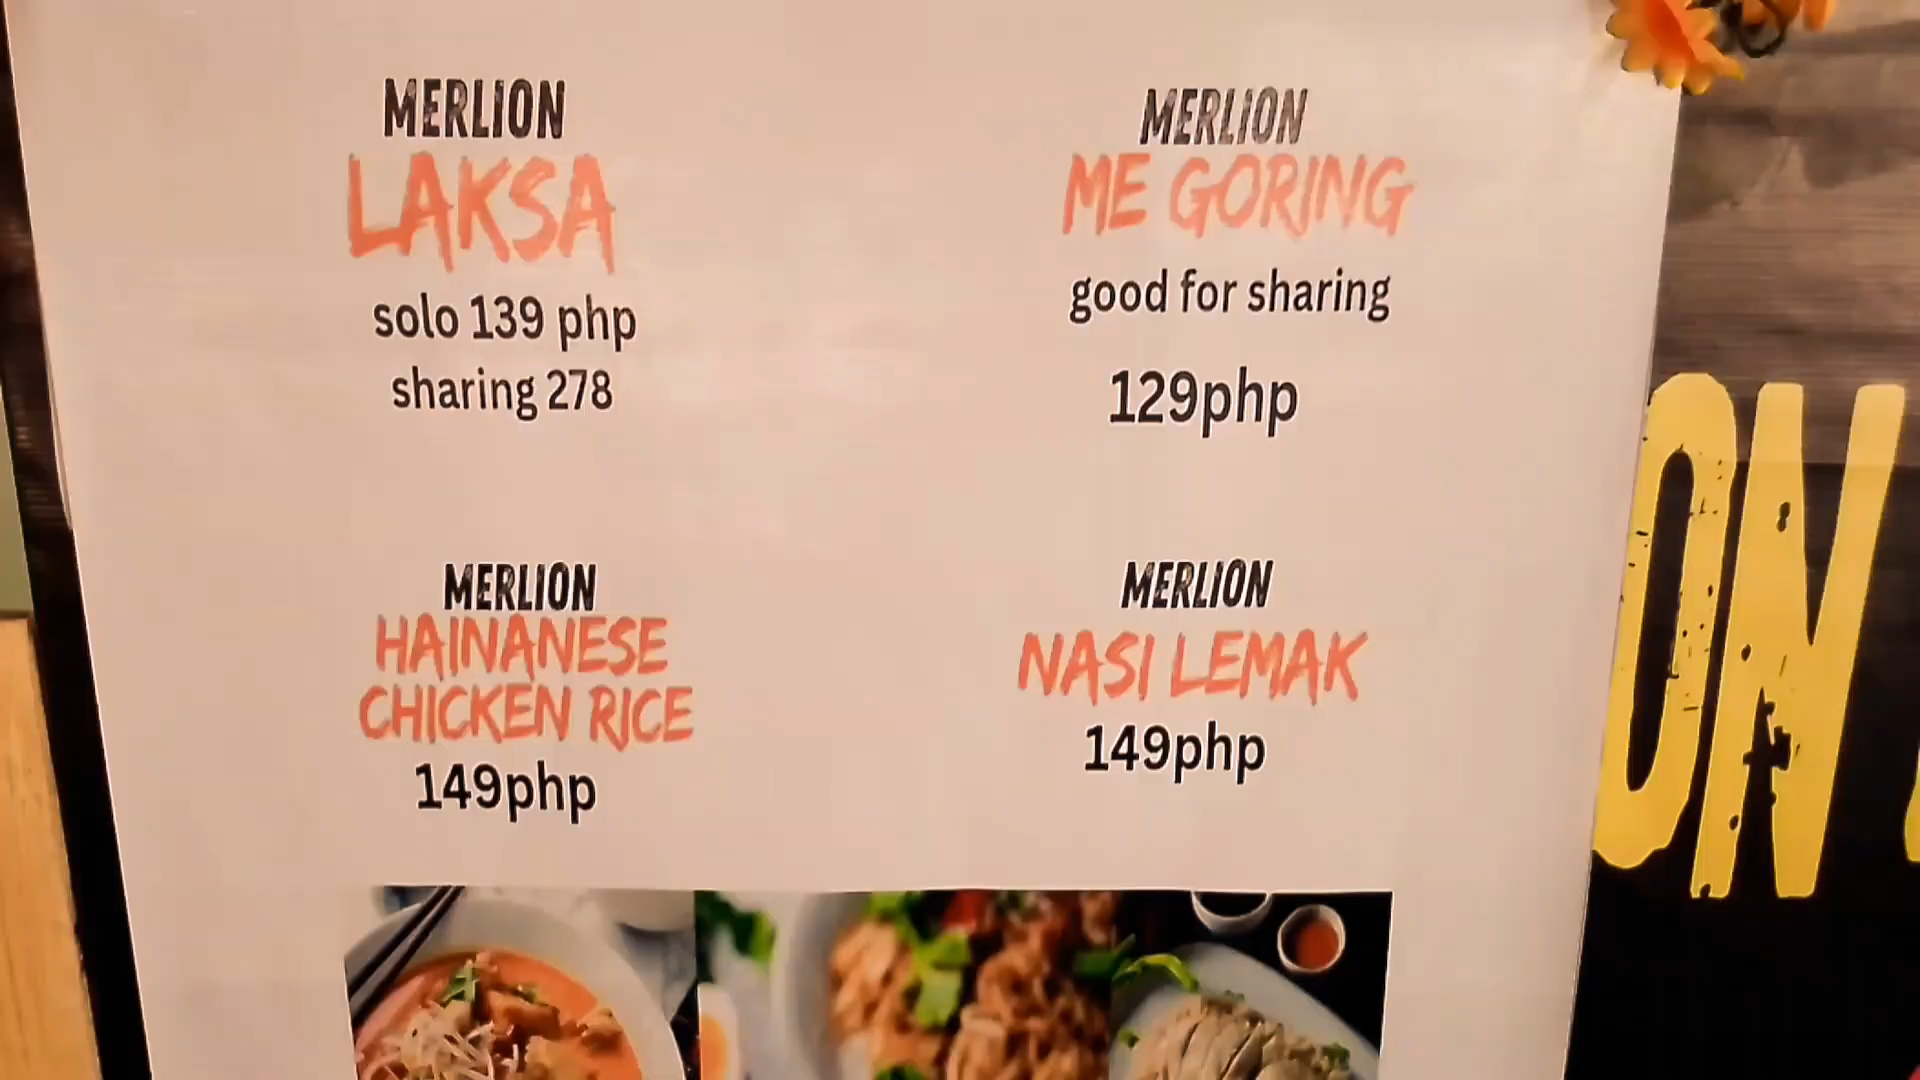 MERLION
LAKSA
solo 139 php
sharing 278
MERLION
ME GORING
good for sharing
129php
MERLION
HAINANESE
CHICKEN RICE
149php
MERLION
NASI LEMAK
149php
ON